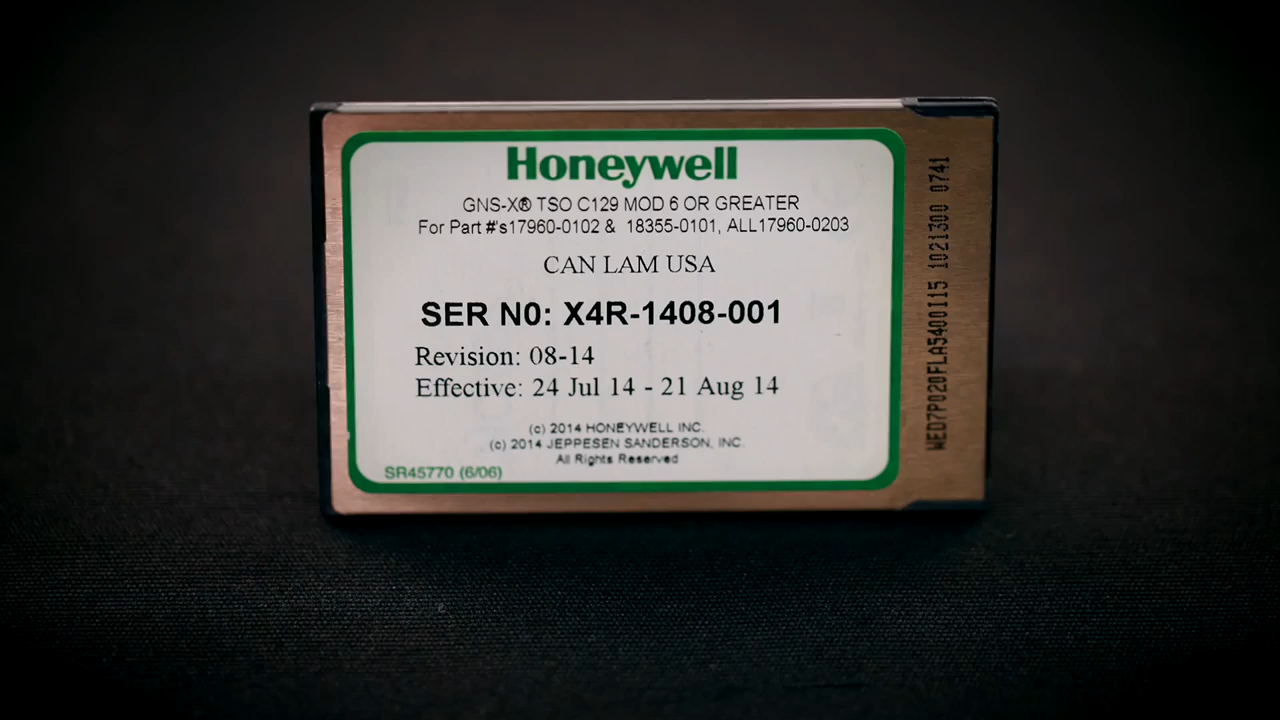 Honeywell
GNS-X® TSO C129 MOD 6 OR GREATER
For Part #'s17960-0102 & 18355-0101, ALL17960-0203
CAN LAM USA
SER N0: X4R-1408-001
Revision: 08-14
Effective: 24 Jul 14 - 21 Aug 14
(c) 2014 HONEYWELL INC.
(c) 2014 JEPPESEN SANDERSON, INC.
All Rights Reserved
SR45770 (6/06)
WED7P020FLA5400115 1021300 0741